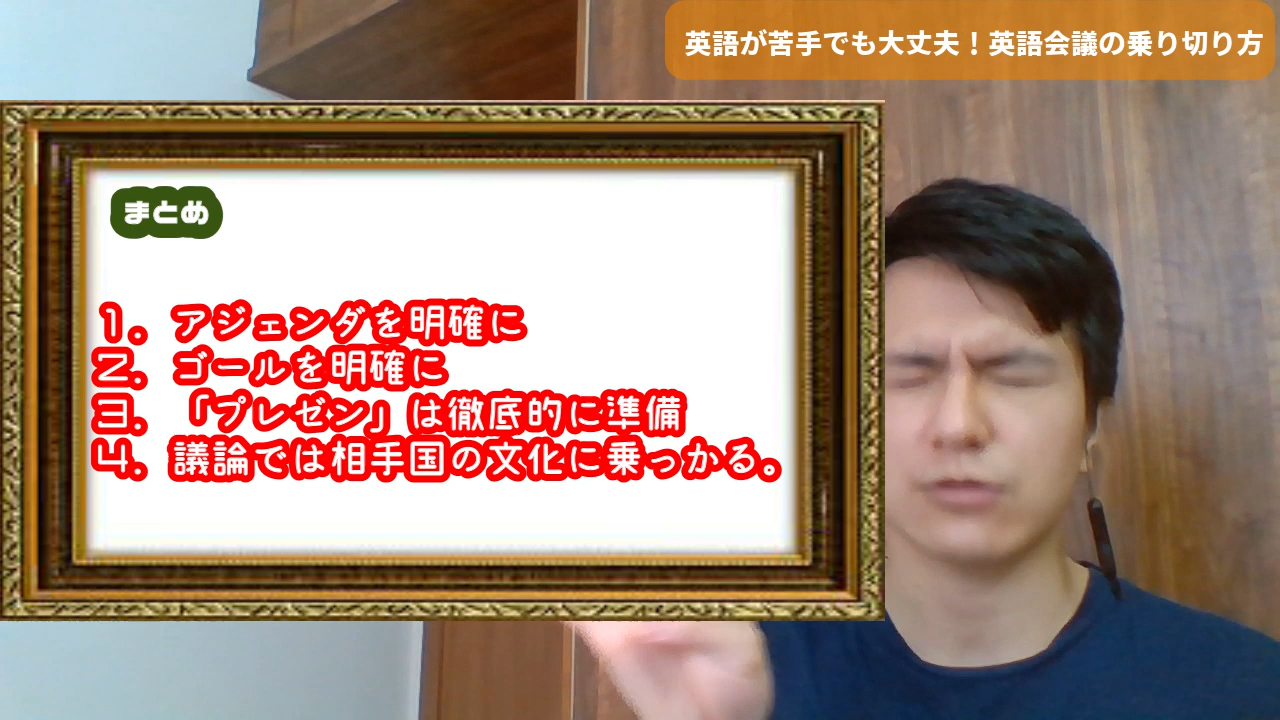 英語が苦手でも大丈夫！英語会議の乗り切り方
まとめ
1. アジェンダを明確に
2. ゴールを明確に
3. 「プレゼン」は徹底的に準備
4. 議論では相手国の文化に乗っかる。